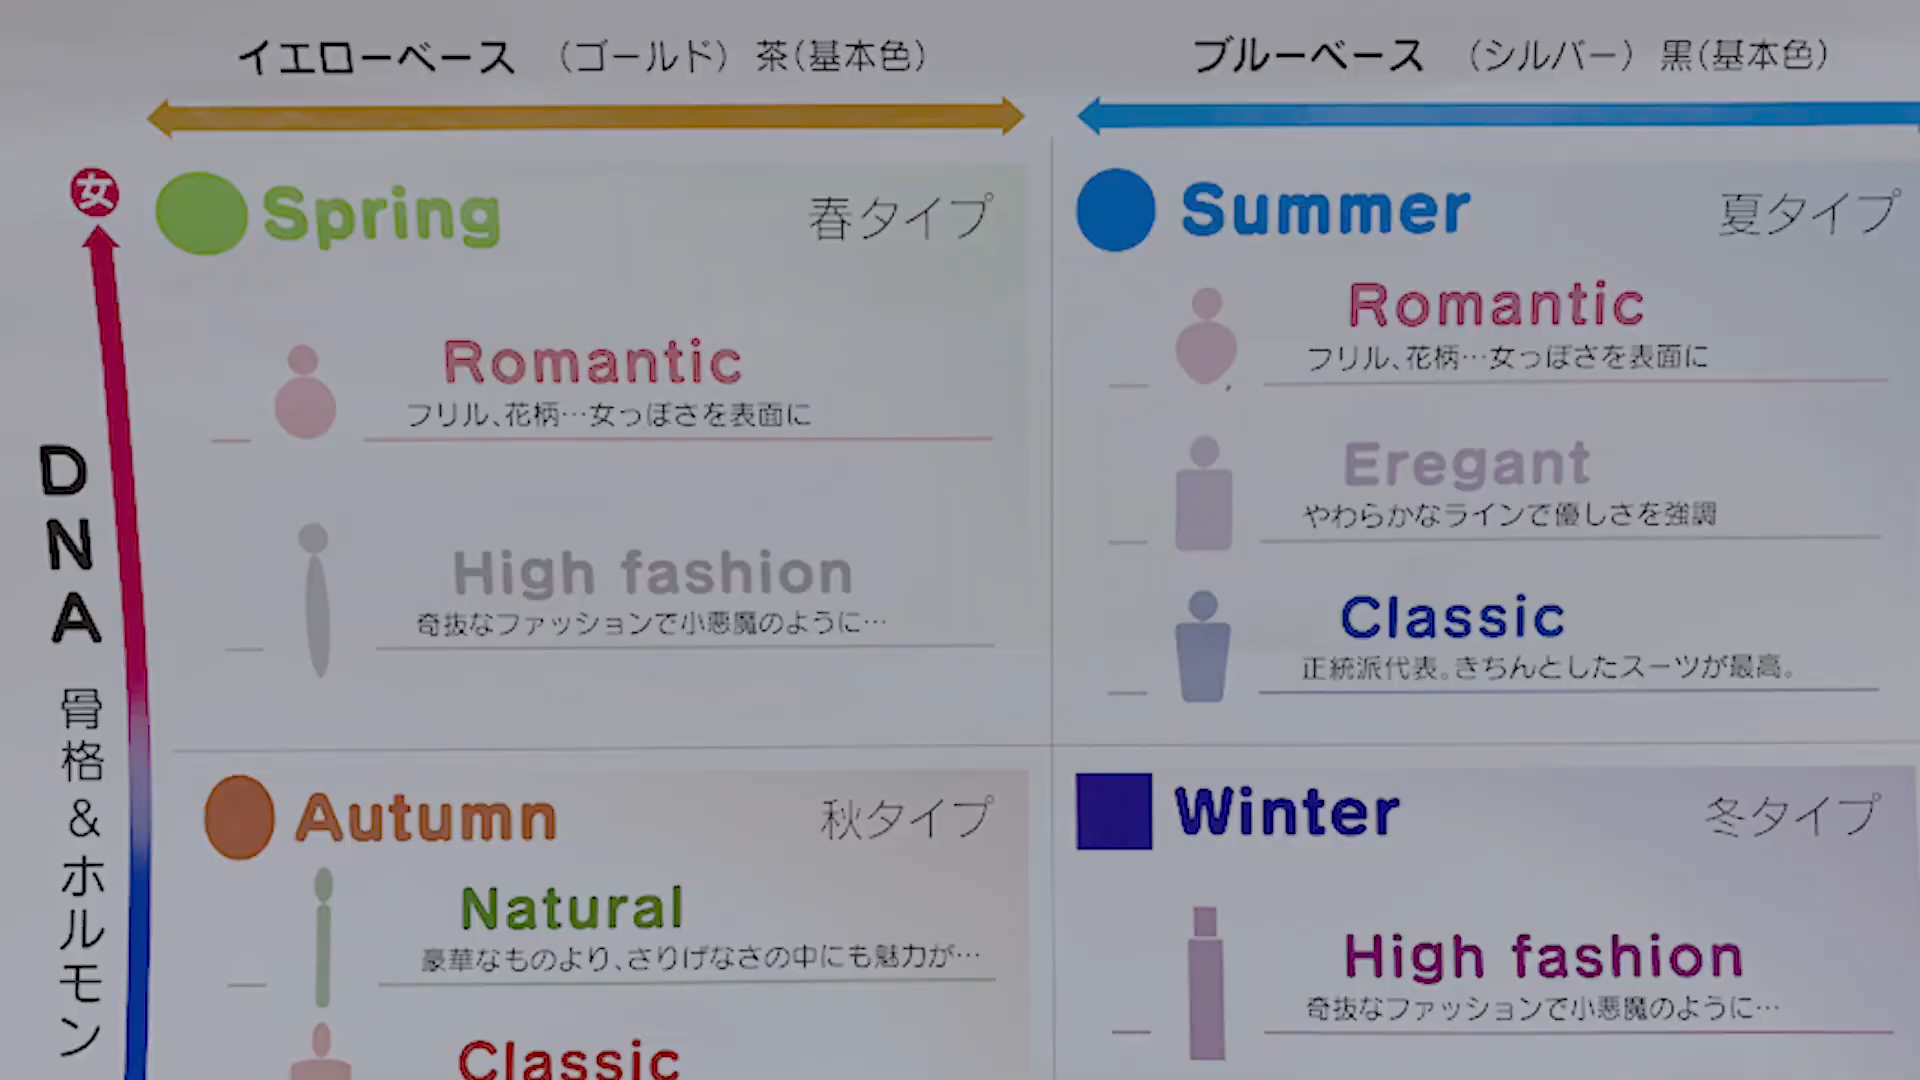 イエローベース （ゴールド） 茶（基本色）
ブルーベース （シルバー） 黒（基本色）
女
DNA 骨格&ホルモン
Spring 春タイプ
Romantic
フリル、花柄…女っぽさを表面に
High fashion
奇抜なファッションで小悪魔のように…
Summer 夏タイプ
Romantic
フリル、花柄…女っぽさを表面に
Eregant
やわらかなラインで優しさを強調
Classic
正統派代表。きちんとしたスーツが最高。
Autumn 秋タイプ
Natural
豪華なものより、さりげなさの中にも魅力が…
Classic
Winter 冬タイプ
High fashion
奇抜なファッションで小悪魔のように…